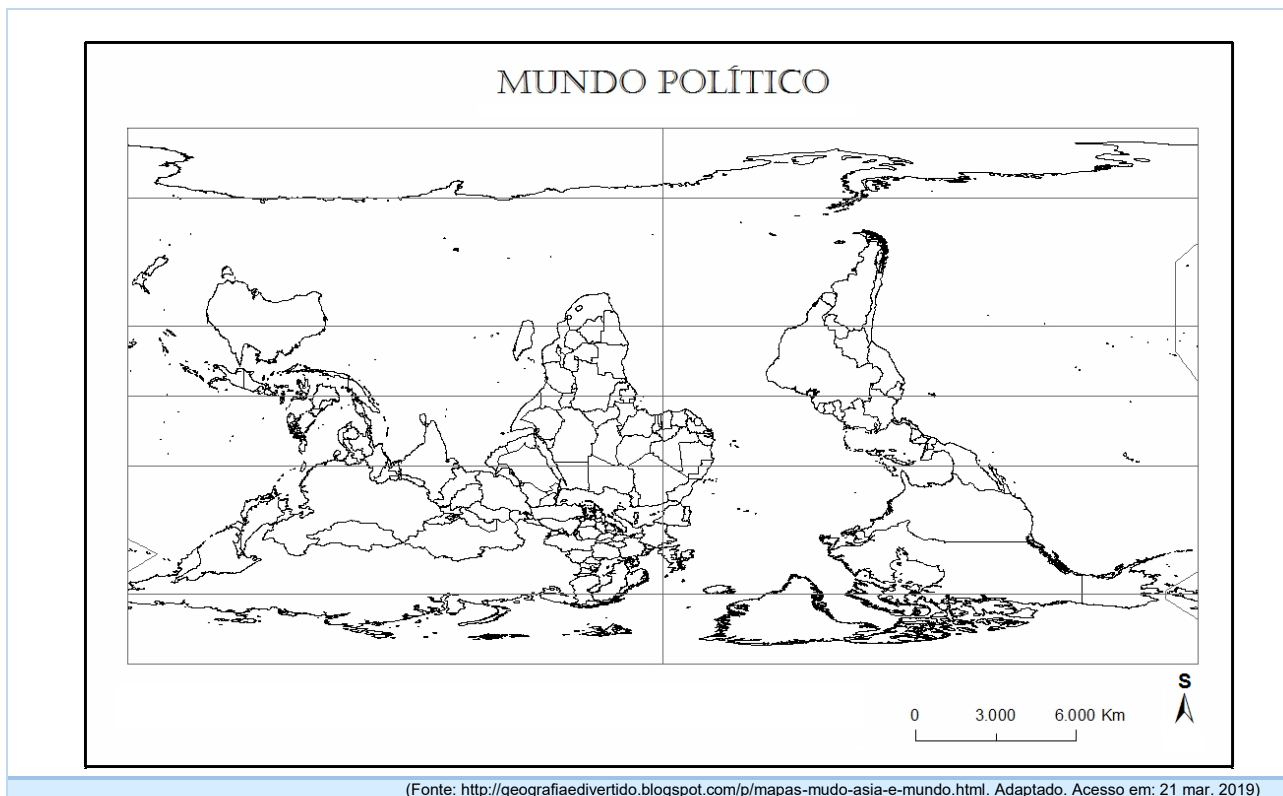 MUNDO POLÍTICO
S
0 3.000 6.000 Km
(Fonte: http://geografiaedivertido.blogspot.com/p/mapas-mudo-asia-e-mundo.html. Adaptado. Acesso em: 21 mar. 2019)